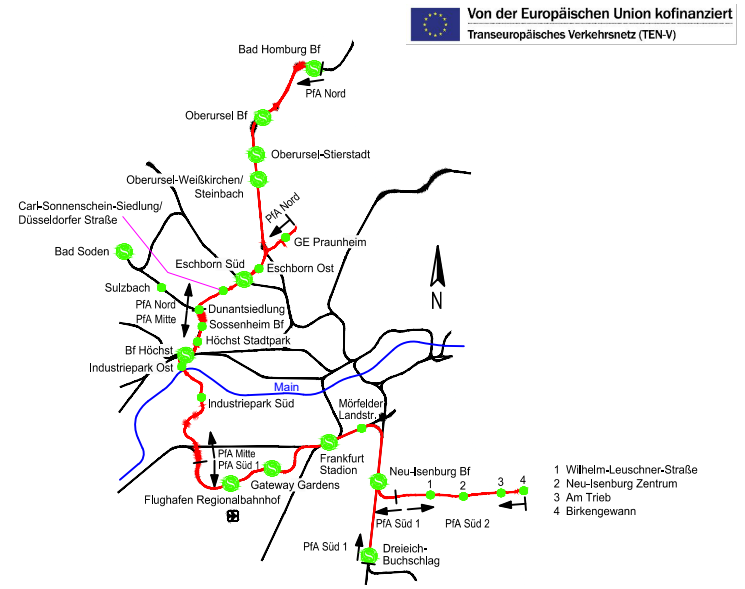 Von der Europäischen Union kofinanziert
Transeuropäisches Verkehrsnetz (TEN-V)
Bad Homburg Bf
PfA Nord
Oberursel Bf
Oberursel-Stierstadt
Oberursel-Weißkirchen/
Steinbach
Carl-Sonnenschein-Siedlung/
Düsseldorfer Straße
PfA Nord
GE Praunheim
Bad Soden
Eschborn Süd
Eschborn Ost
Sulzbach
PfA Nord
PfA Mitte
Dunantsiedlung
Sossenheim Bf
Höchst Stadtpark
Bf Höchst
Industriepark Ost
N
Main
Industriepark Süd
Mörfelder
Landstr.
PfA Mitte
PfA Süd 1
Frankfurt
Stadion
Gateway Gardens
Flughafen Regionalbahnhof
Neu-Isenburg Bf
1
2
3
4
PfA Süd 1
PfA Süd 2
1 Wilhelm-Leuschner-Straße
2 Neu-Isenburg Zentrum
3 Am Trieb
4 Birkengewann
PfA Süd 1
Dreieich-
Buchschlag